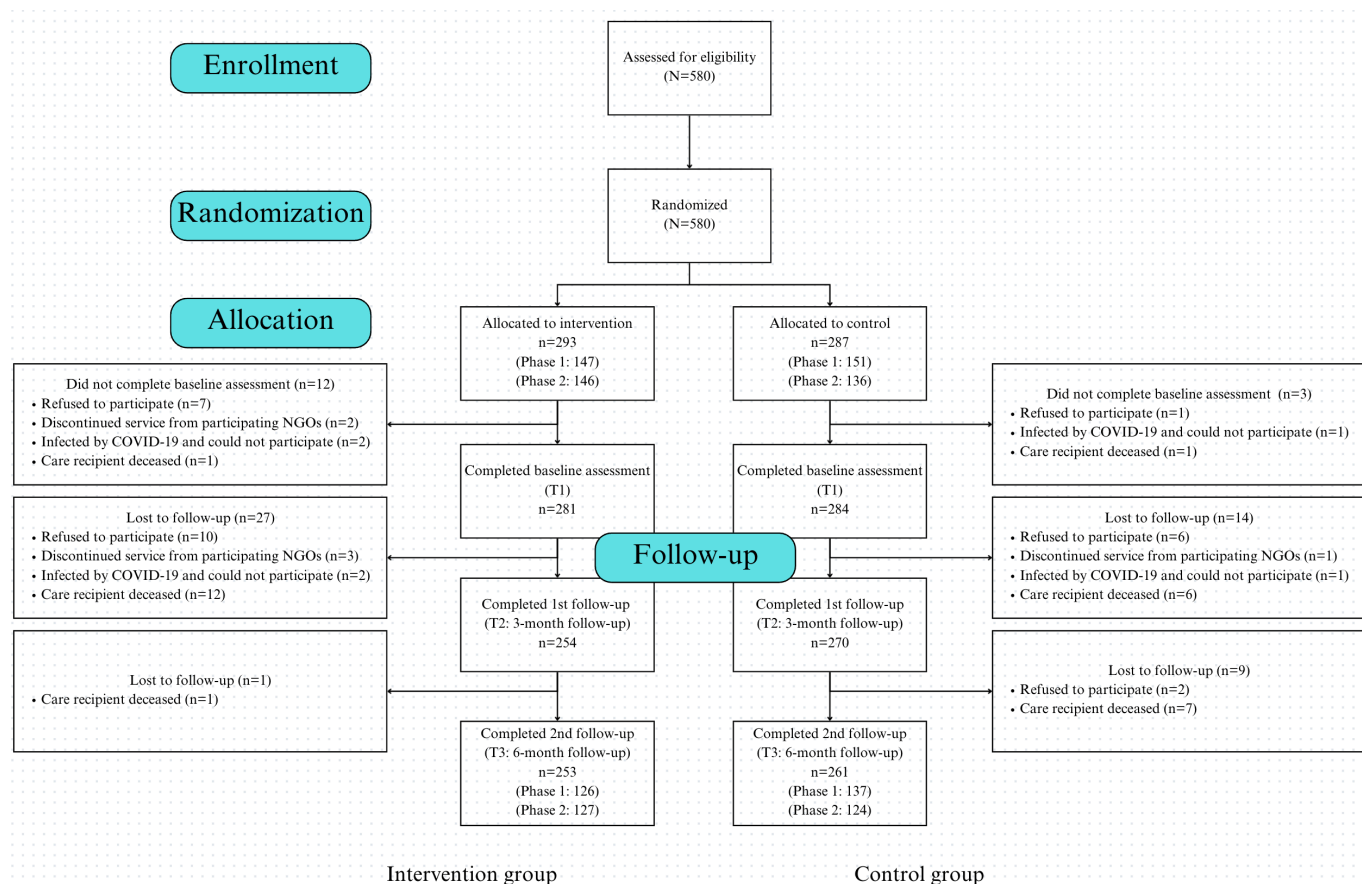 Enrollment
Assessed for eligibility
(N=580)
Randomization
Randomized
(N=580)
Allocation
Allocated to intervention
n=293
(Phase 1: 147)
(Phase 2: 146)
Allocated to control
n=287
(Phase 1: 151)
(Phase 2: 136)
Did not complete baseline assessment (n=12)
• Refused to participate (n=7)
• Discontinued service from participating NGOs (n=2)
• Infected by COVID-19 and could not participate (n=2)
• Care recipient deceased (n=1)
Did not complete baseline assessment (n=3)
• Refused to participate (n=1)
• Infected by COVID-19 and could not participate (n=1)
• Care recipient deceased (n=1)
Completed baseline assessment
(T1)
n=281
Completed baseline assessment
(T1)
n=284
Follow-up
Lost to follow-up (n=27)
• Refused to participate (n=10)
• Discontinued service from participating NGOs (n=3)
• Infected by COVID-19 and could not participate (n=2)
• Care recipient deceased (n=12)
Lost to follow-up (n=14)
• Refused to participate (n=6)
• Discontinued service from participating NGOs (n=1)
• Infected by COVID-19 and could not participate (n=1)
• Care recipient deceased (n=6)
Completed 1st follow-up
(T2: 3-month follow-up)
n=254
Completed 1st follow-up
(T2: 3-month follow-up)
n=270
Lost to follow-up (n=1)
• Care recipient deceased (n=1)
Lost to follow-up (n=9)
• Refused to participate (n=2)
• Care recipient deceased (n=7)
Completed 2nd follow-up
(T3: 6-month follow-up)
n=253
(Phase 1: 126)
(Phase 2: 127)
Completed 2nd follow-up
(T3: 6-month follow-up)
n=261
(Phase 1: 137)
(Phase 2: 124)
Intervention group
Control group